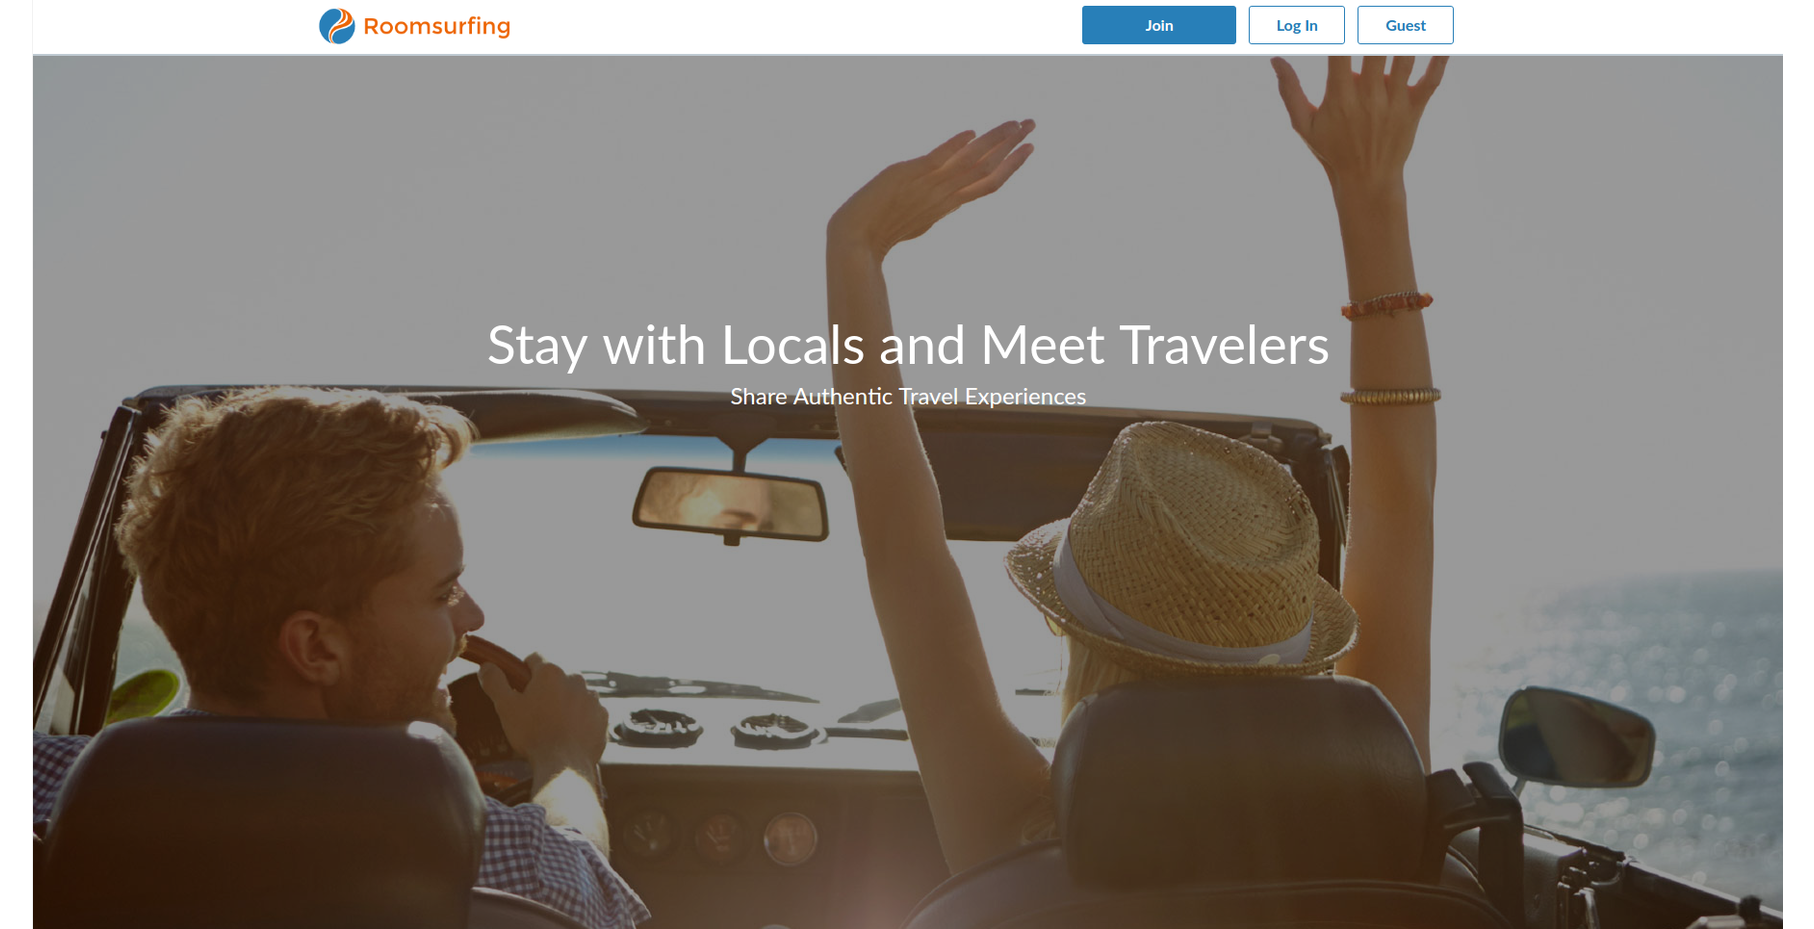 Roomsurfing
Join
Log In
Guest
Stay with Locals and Meet Travelers
Share Authentic Travel Experiences